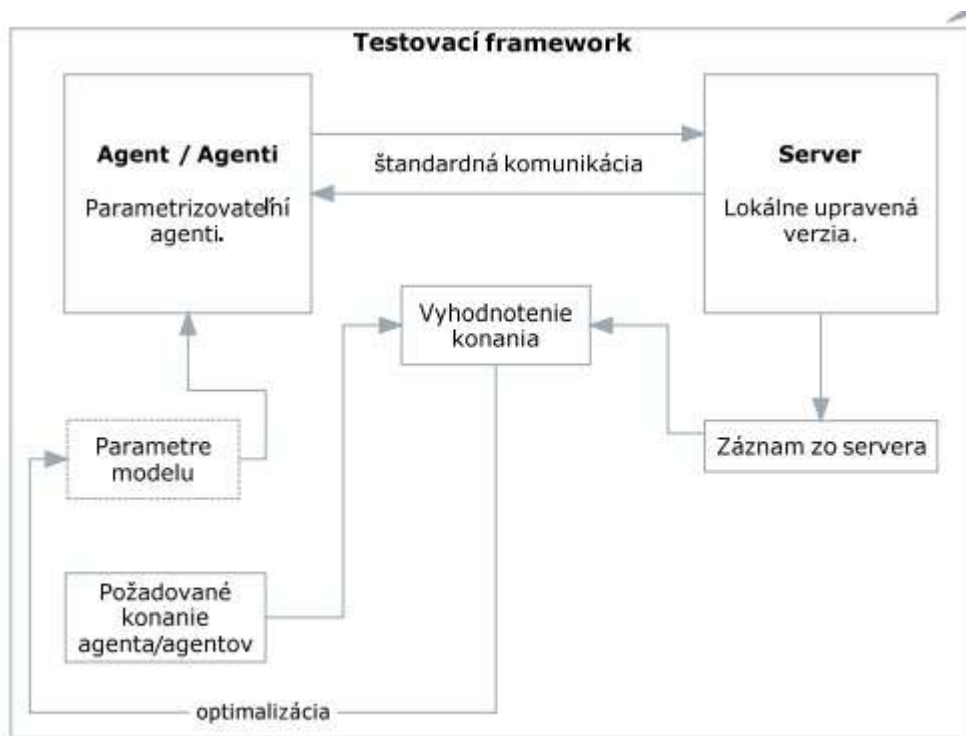 Testovací framework
Agent / Agenti
Parametrizovateľní
agenti.
štandardná komunikácia
Server
Lokálne upravená
verzia.
Vyhodnotenie
konania
Parametre
modelu
Záznam zo servera
Požadované
konanie
agenta/agentov
optimalizácia